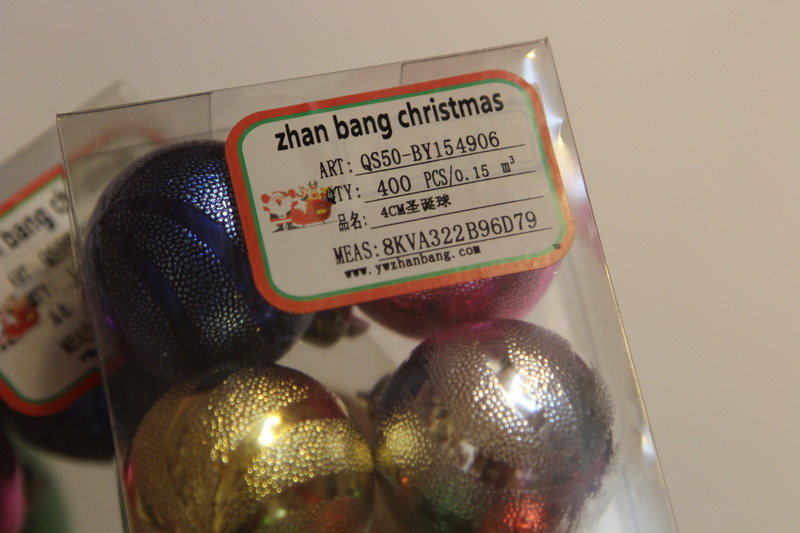 zhan bang christmas
ART: QS50-BY154906
QTY: 400 PCS/0.15 m³
品名: 4CM圣诞球
MEAS: 8KVA322B96D79
www.ywzhanbang.com